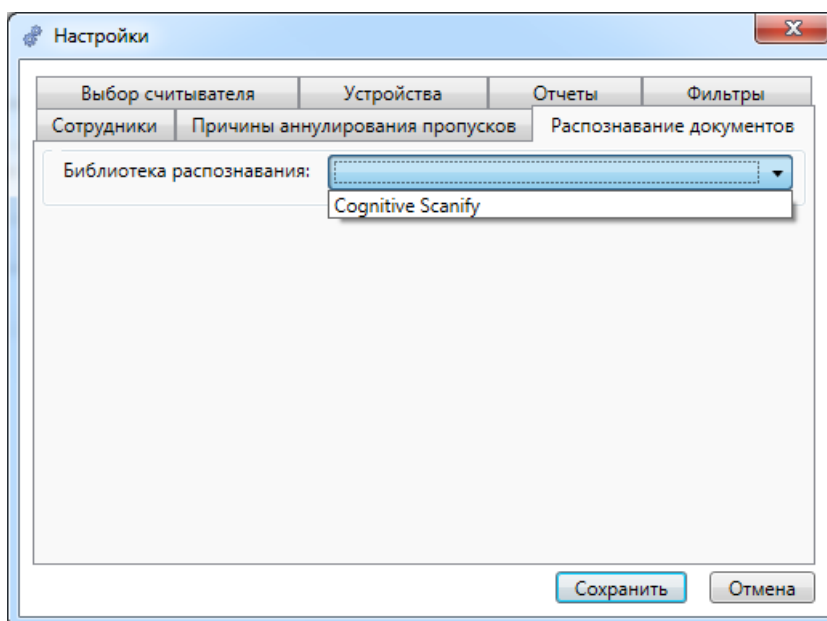 Настройки
Выбор считывателя Устройства Отчеты Фильтры
Сотрудники Причины аннулирования пропусков Распознавание документов
Библиотека распознавания:
Cognitive Scanify
Сохранить Отмена